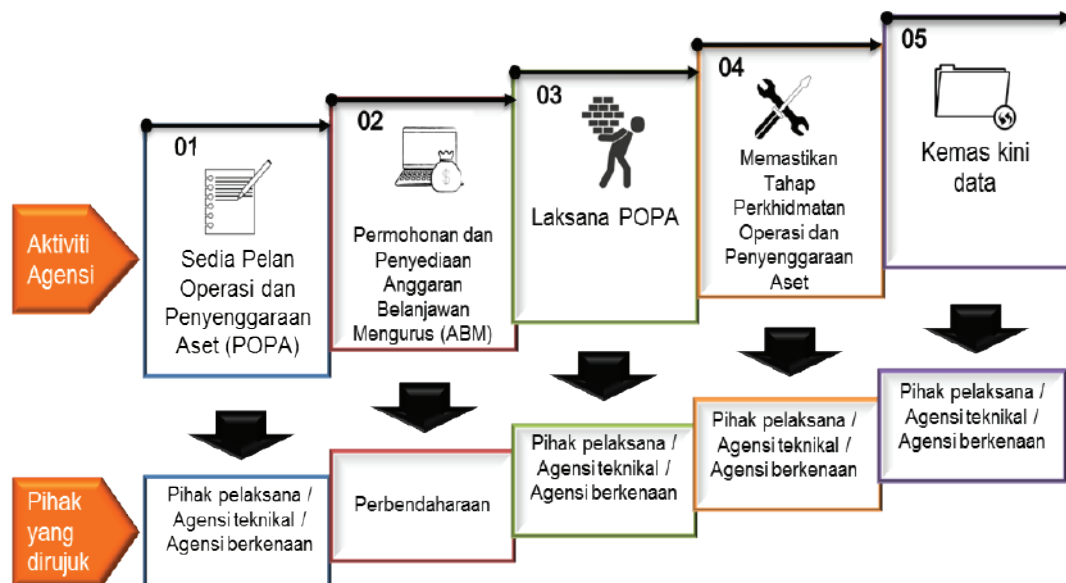 Aktiviti
Agensi
01
Sedia Pelan
Operasi dan
Penyenggaraan
Aset (POPA)
02
$
Permohonan dan
Penyediaan
Anggaran
Belanjawan
Mengurus (ABM)
03
Laksana POPA
04
Memastikan
Tahap
Perkhidmatan
Operasi dan
Penyenggaraan
Aset
05
Kemas kini
data
Pihak
yang
dirujuk
Pihak pelaksana /
Agensi teknikal /
Agensi berkenaan
Perbendaharaan
Pihak pelaksana /
Agensi teknikal /
Agensi berkenaan
Pihak pelaksana /
Agensi teknikal /
Agensi berkenaan
Pihak pelaksana /
Agensi teknikal /
Agensi berkenaan